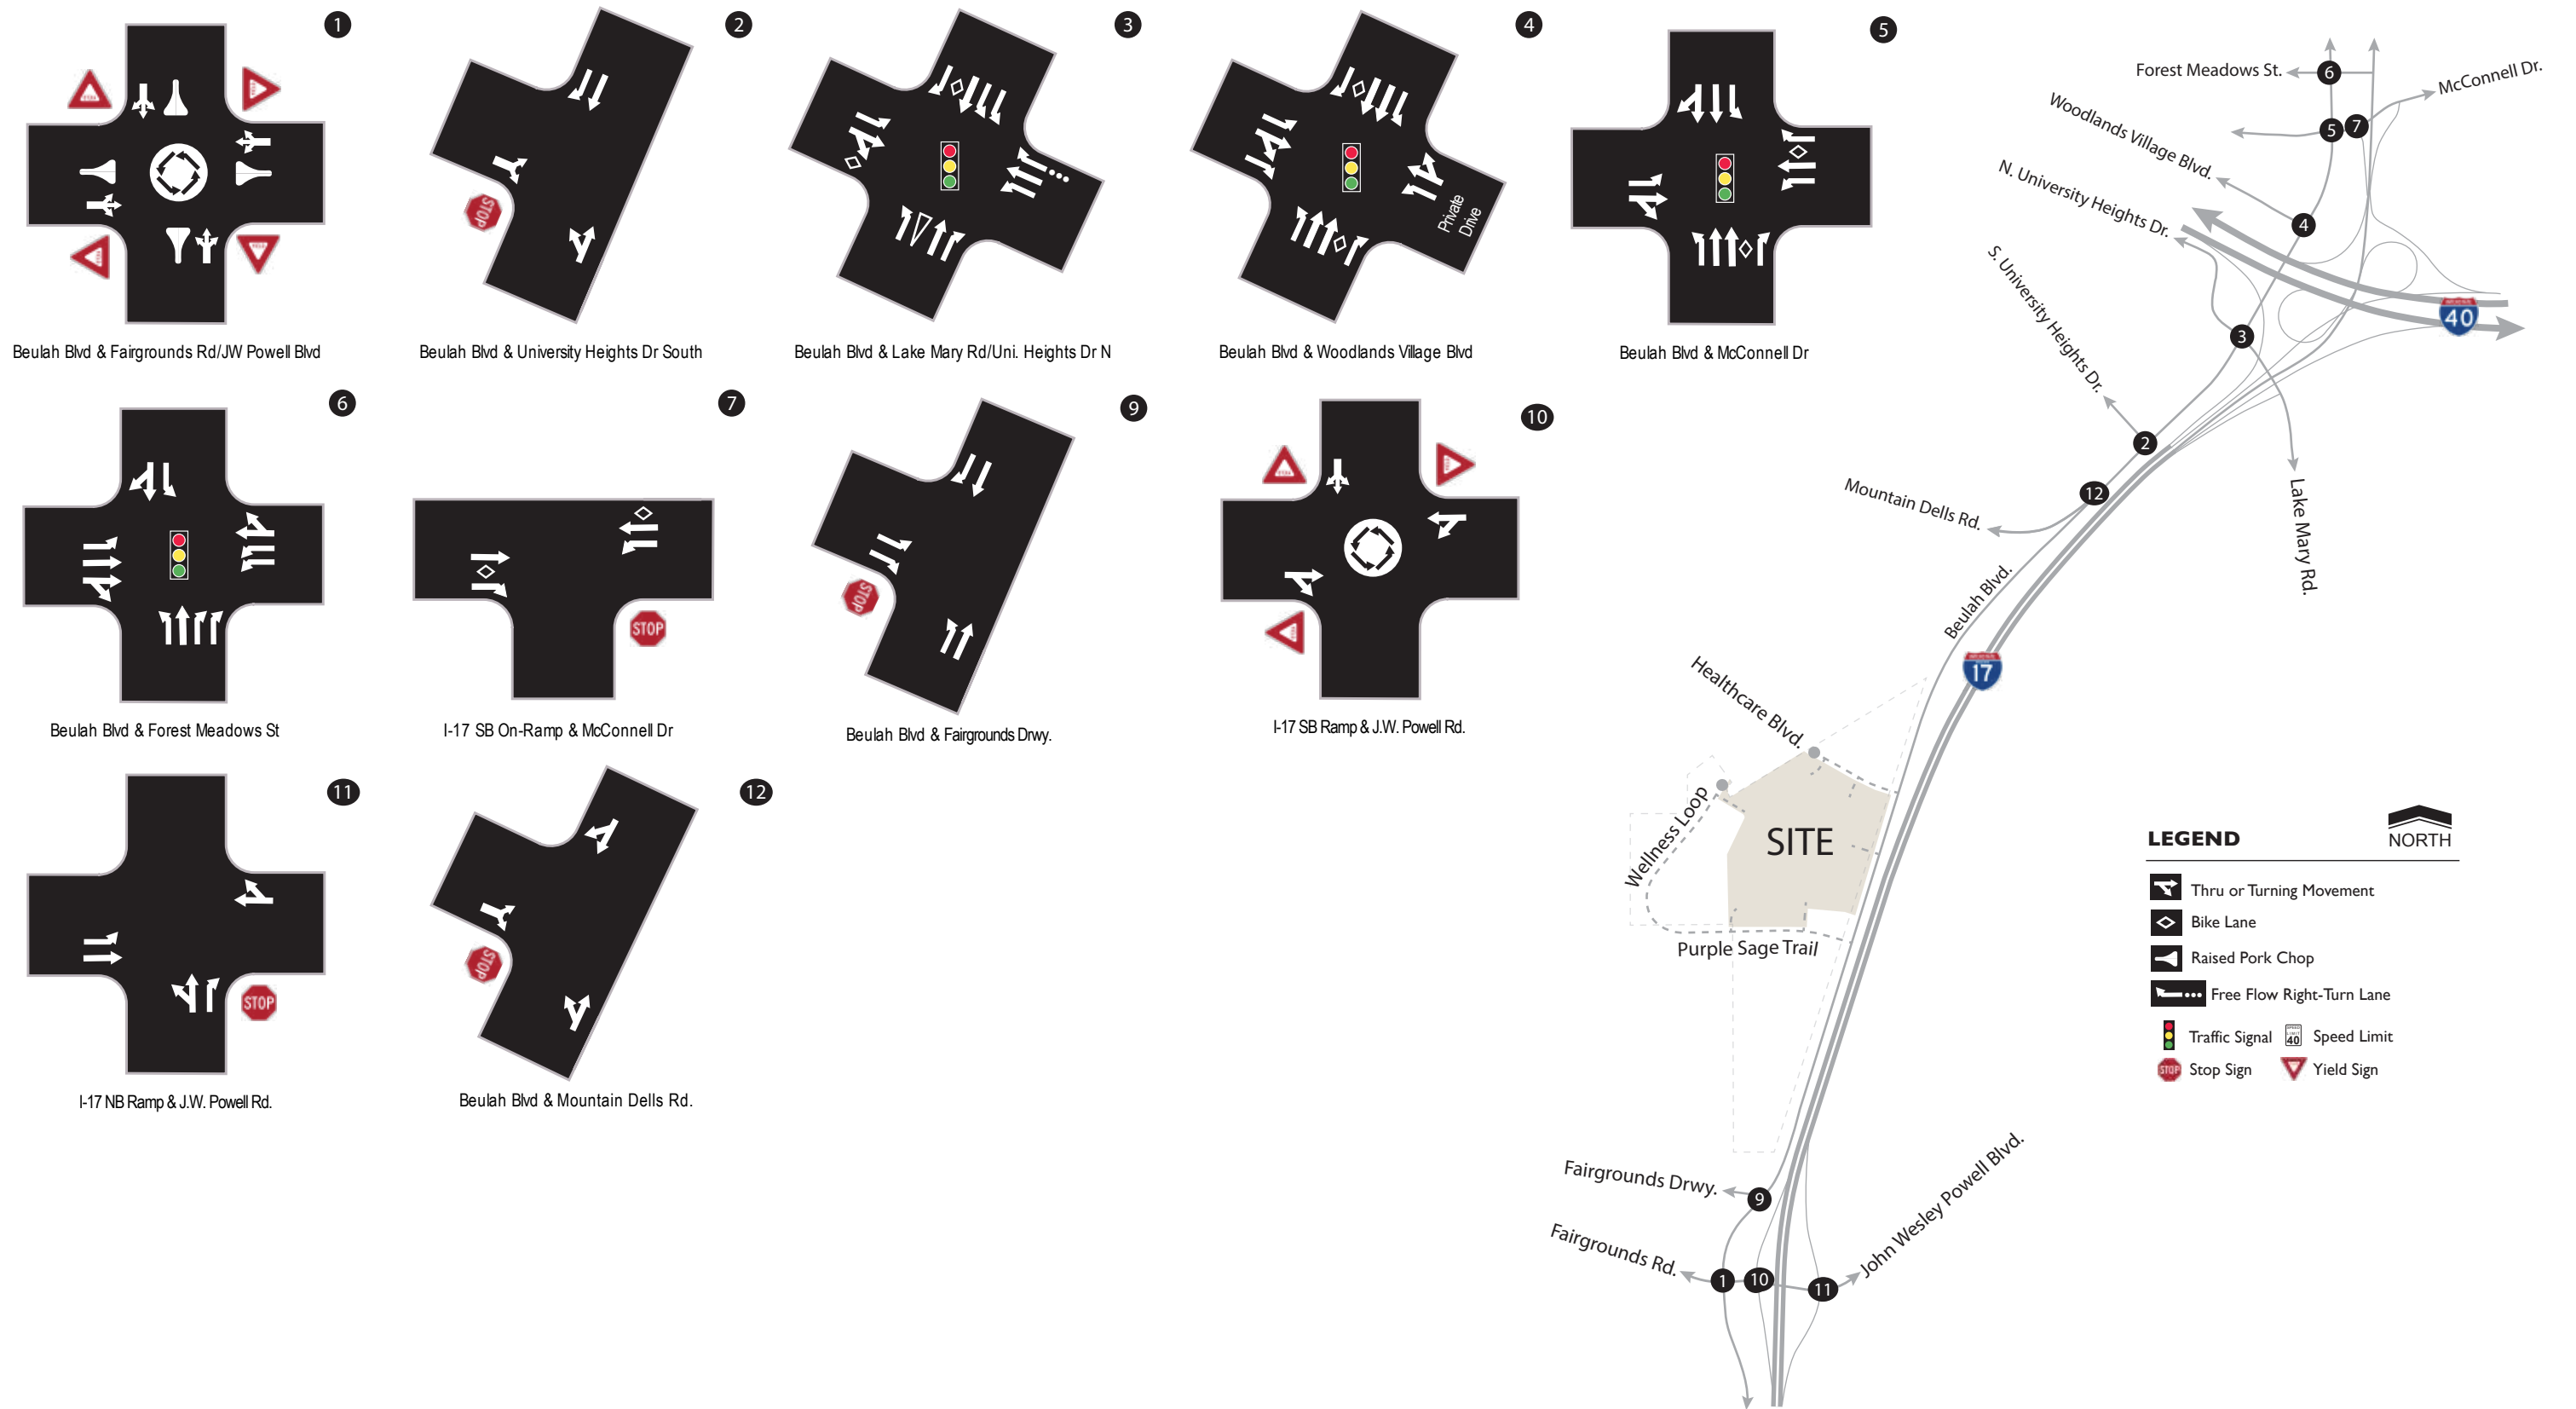 1
2
3
4
5
Beulah Blvd & Fairgrounds Rd/JW Powell Blvd
STOP
Beulah Blvd & University Heights Dr South
Beulah Blvd & Lake Mary Rd/Uni. Heights Dr N
Private
Drive
Beulah Blvd & Woodlands Village Blvd
Beulah Blvd & McConnell Dr
6
7
9
10
Beulah Blvd & Forest Meadows St
STOP
I-17 SB On-Ramp & McConnell Dr
STOP
Beulah Blvd & Fairgrounds Drwy.
I-17 SB Ramp & J.W. Powell Rd.
11
12
STOP
I-17 NB Ramp & J.W. Powell Rd.
STOP
Beulah Blvd & Mountain Dells Rd.
Forest Meadows St.
6
McConnell Dr.
Woodlands Village Blvd.
5
7
N. University Heights Dr.
4
S. University Heights Dr.
40
3
2
Mountain Dells Rd.
12
Lake Mary Rd.
Beulah Blvd.
17
Healthcare Blvd.
Wellness Loop
SITE
Purple Sage Trail
Fairgrounds Drwy.
9
John Wesley Powell Blvd.
Fairgrounds Rd.
1
10
11
LEGEND
NORTH
Thru or Turning Movement
Bike Lane
Raised Pork Chop
Free Flow Right-Turn Lane
Traffic Signal
40
Speed Limit
STOP
Stop Sign
Yield Sign